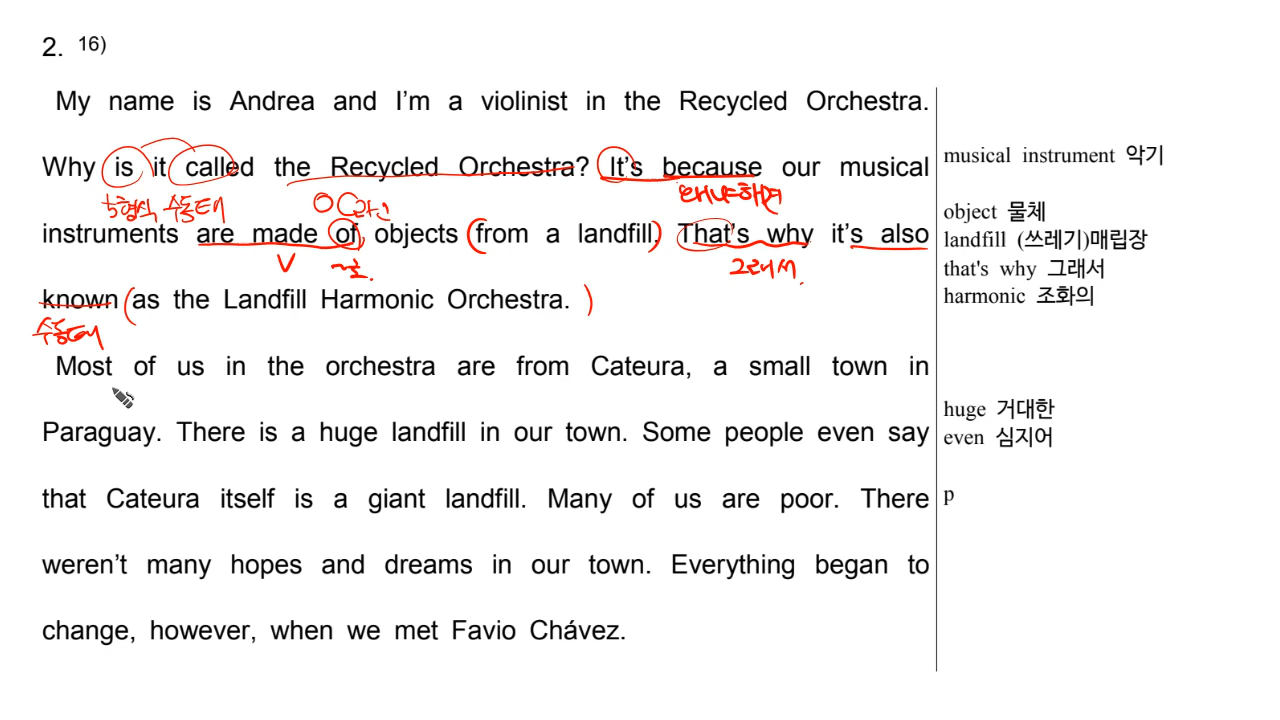 2. 16)
My name is Andrea and I'm a violinist in the Recycled Orchestra.
Why is it called the Recycled Orchestra? It's because our musical
musical instrument 악기
5형식 수동태
왜냐하면
object 물체
instruments are made of objects (from a landfill.) That's why it's also
landfill (쓰레기)매립장
V
~로.
그래서
that's why 그래서
known (as the Landfill Harmonic Orchestra. )
harmonic 조화의
수동태
Most of us in the orchestra are from Cateura, a small town in
huge 거대한
Paraguay. There is a huge landfill in our town. Some people even say
even 심지어
that Cateura itself is a giant landfill. Many of us are poor. There
p
weren't many hopes and dreams in our town. Everything began to
change, however, when we met Favio Chávez.